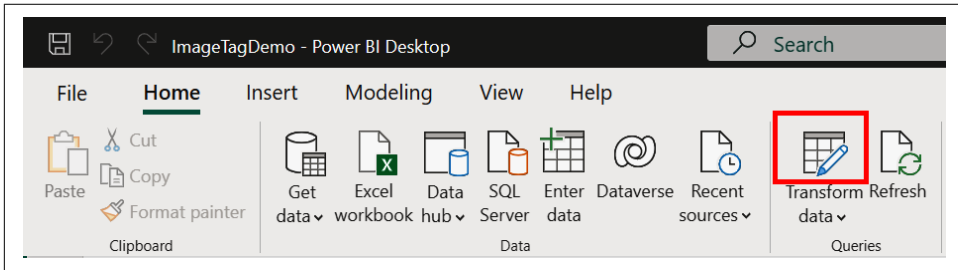 ImageTagDemo - Power BI Desktop
Search
File Home Insert Modeling View Help
Cut
Copy
Format painter
Paste
Get data
Excel workbook
Data hub
SQL Server
Enter data
Dataverse
Recent sources
Transform data
Refresh
Clipboard
Data
Queries